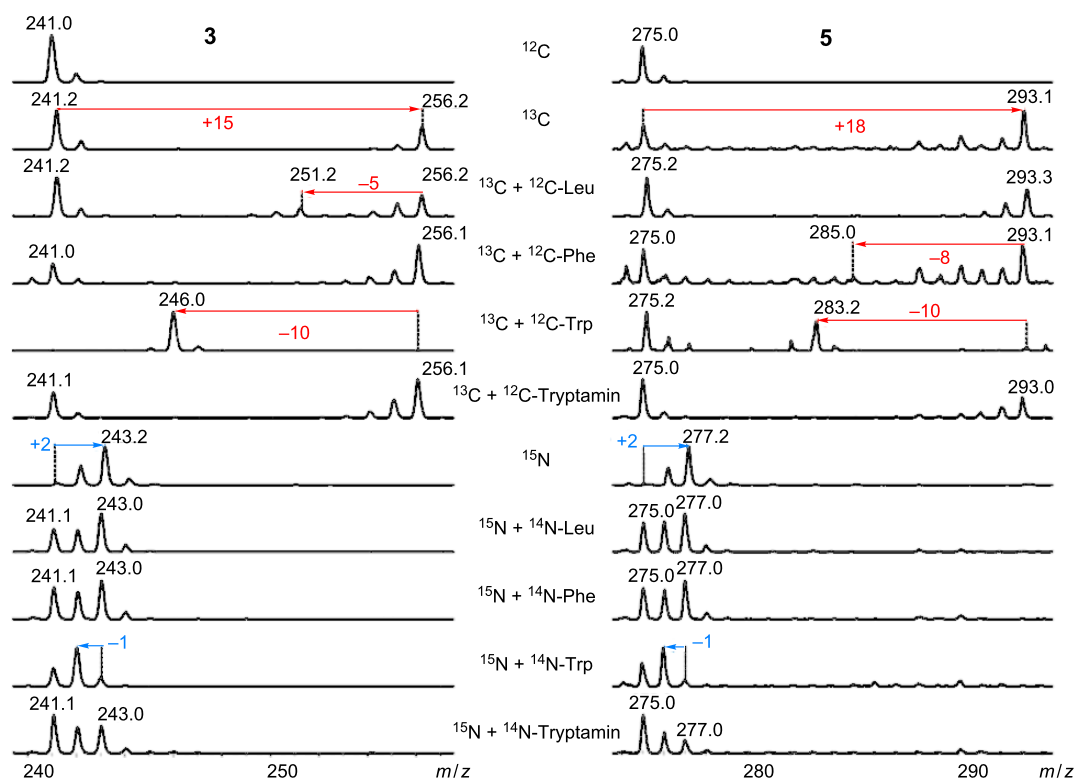 3 5
241.0 ¹²C 275.0
241.2 +15 256.2 ¹³C +18 293.1
241.2 251.2 –5 256.2 ¹³C + ¹²C-Leu 275.2 293.3
241.0 256.1 ¹³C + ¹²C-Phe 275.0 285.0 –8 293.1
246.0 –10 ¹³C + ¹²C-Trp 275.2 283.2 –10
241.1 256.1 ¹³C + ¹²C-Tryptamin 275.0 293.0
+2 243.2 ¹⁵N +2 277.2
241.1 243.0 ¹⁵N + ¹⁴N-Leu 275.0 277.0
241.1 243.0 ¹⁵N + ¹⁴N-Phe 275.0 277.0
–1 ¹⁵N + ¹⁴N-Trp –1
241.1 243.0 ¹⁵N + ¹⁴N-Tryptamin 275.0 277.0
240 250 m/z 280 290 m/z